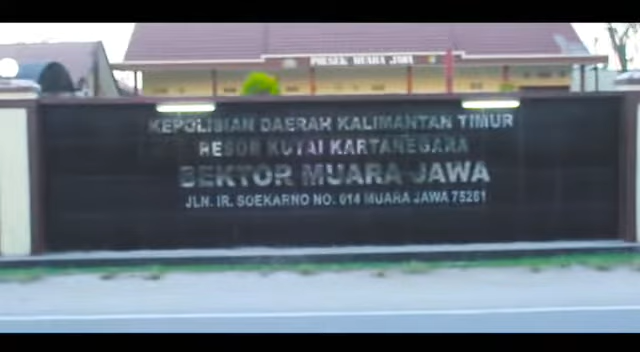 POLSEK MUARA JAWA
KEPOLISIAN DAERAH KALIMANTAN TIMUR
RESOR KUTAI KARTANEGARA
SEKTOR MUARA JAWA
JLN. IR. SOEKARNO NO. 014 MUARA JAWA 75261